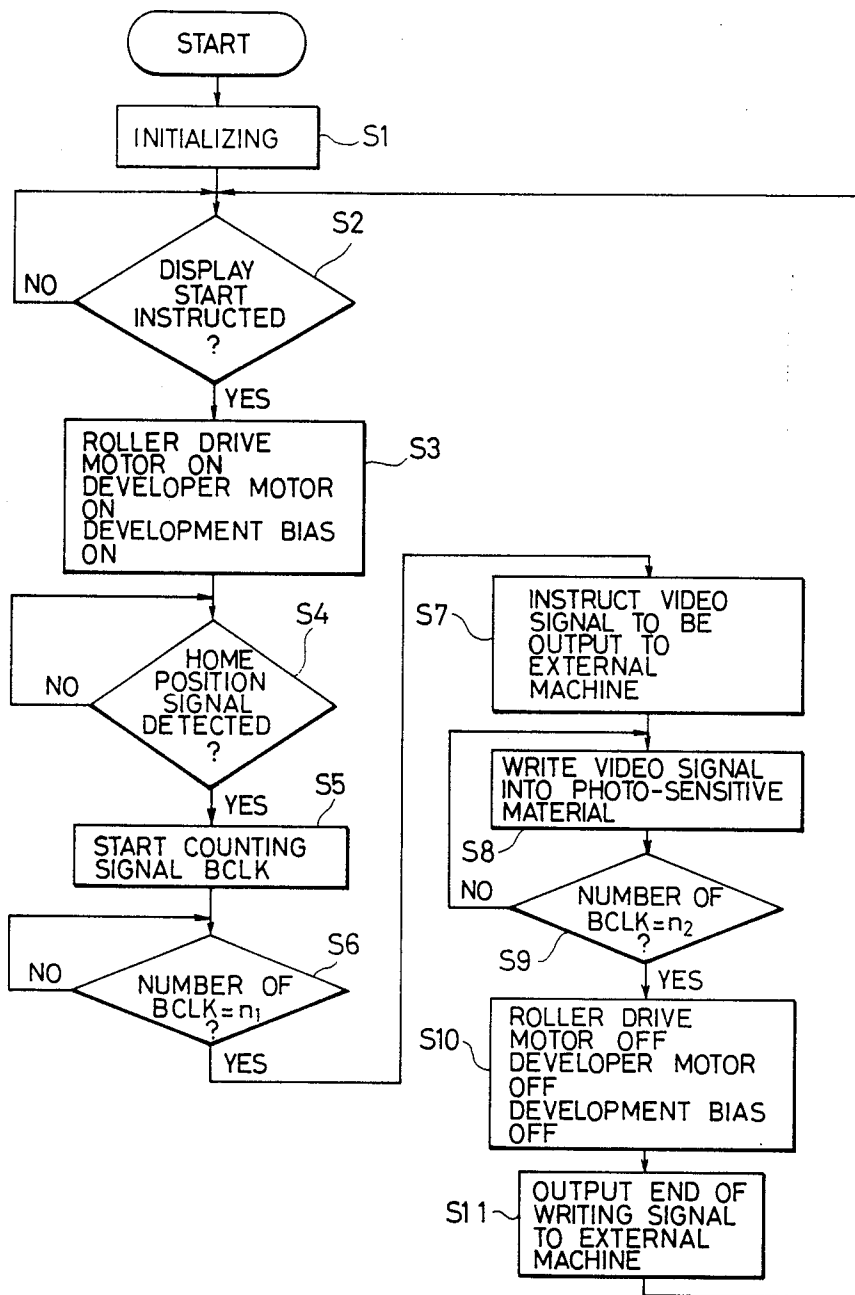 START
INITIALIZING
S1
S2
DISPLAY
START
INSTRUCTED
?
NO
YES
ROLLER DRIVE
MOTOR ON
DEVELOPER MOTOR
ON
DEVELOPMENT BIAS
ON
S3
S4
HOME
POSITION
SIGNAL
DETECTED
?
NO
YES
S5
START COUNTING
SIGNAL BCLK
S6
NUMBER OF
BCLK=n₁
?
NO
YES
S7
INSTRUCT VIDEO
SIGNAL TO BE
OUTPUT TO
EXTERNAL
MACHINE
WRITE VIDEO SIGNAL
INTO PHOTO-SENSITIVE
MATERIAL
S8
NUMBER OF
BCLK=n₂
?
NO
S9
YES
S10
ROLLER DRIVE
MOTOR OFF
DEVELOPER MOTOR
OFF
DEVELOPMENT BIAS
OFF
S11
OUTPUT END OF
WRITING SIGNAL
TO EXTERNAL
MACHINE